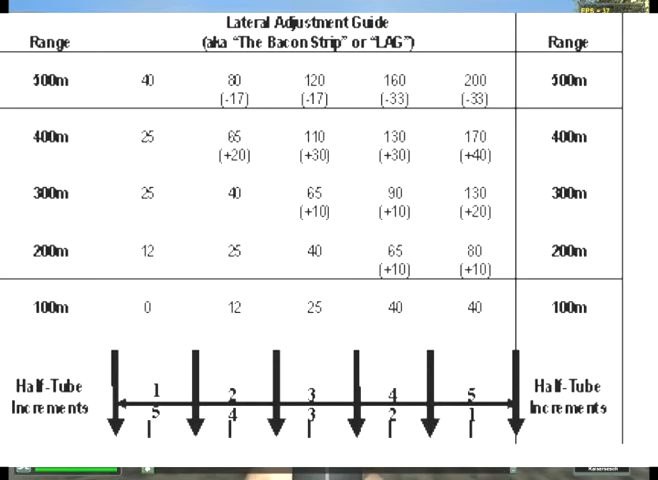 FPS = 17
Lateral Adjustment Guide
Range (aka "The Bacon Strip" or "LAG") Range
500m 40 80 120 160 200 500m
(-17) (-17) (-33) (-33)
400m 25 65 110 130 170 400m
(+20) (+30) (+30) (+40)
300m 25 40 65 90 130 300m
(+10) (+10) (+20)
200m 12 25 40 65 80 200m
(+10) (+10)
100m 0 12 25 40 40 100m
Half-Tube 1 2 3 4 5 Half-Tube
Increments 5 4 3 2 1 Increments